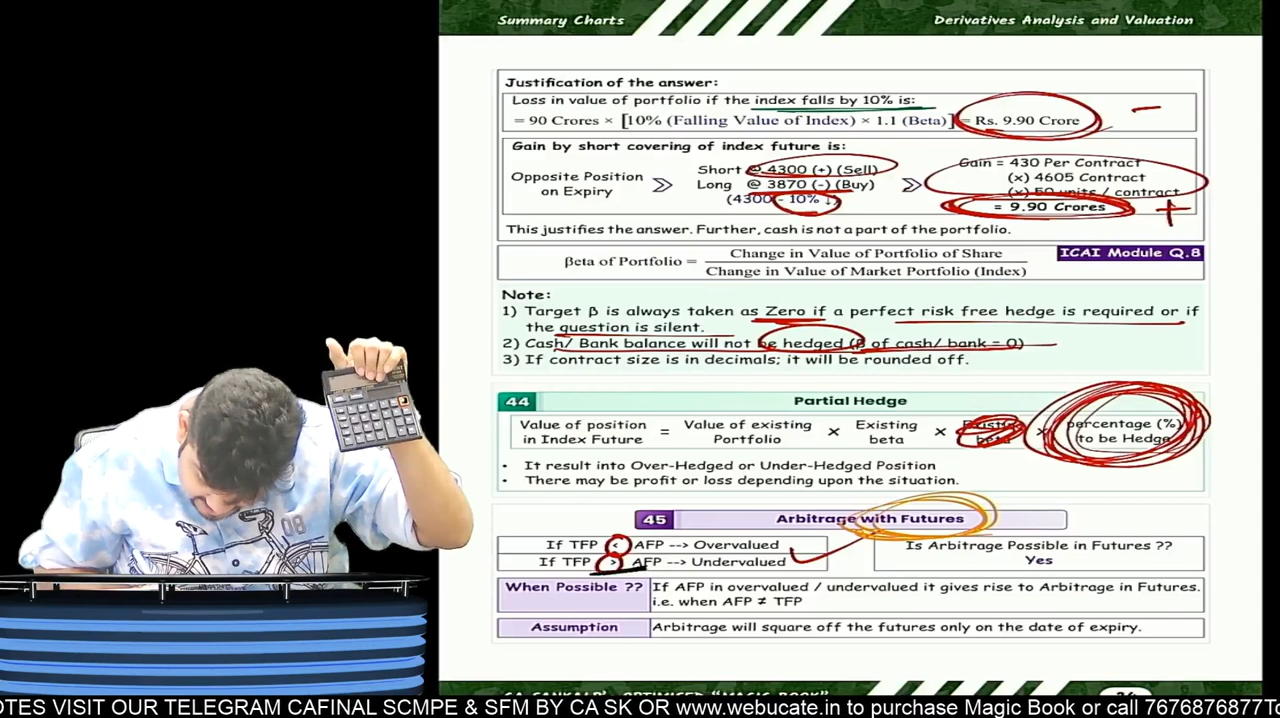 Summary Charts
Derivatives Analysis and Valuation
Justification of the answer:
Loss in value of portfolio if the index falls by 10% is:
= 90 Crores × [10% (Falling Value of Index) × 1.1 (Beta)] = Rs. 9.90 Crore
Gain by short covering of index future is:
Opposite Position on Expiry
Short @ 4300 (+) (Sell)
Long @ 3870 (-) (Buy)
(4300 - 10% ↓)
Gain = 430 Per Contract
(x) 4605 Contract
(x) 50 units / contract
= 9.90 Crores
This justifies the answer. Further, cash is not a part of the portfolio.
βeta of Portfolio = Change in Value of Portfolio of Share / Change in Value of Market Portfolio (Index)
ICAI Module Q.8
Note:
1) Target β is always taken as Zero if a perfect risk free hedge is required or if
the question is silent.
2) Cash/ Bank balance will not be hedged (β of cash/ bank = 0)
3) If contract size is in decimals; it will be rounded off.
44 Partial Hedge
Value of position in Index Future = Value of existing Portfolio × Existing beta × × percentage (%) to be Hedge
• It result into Over-Hedged or Under-Hedged Position
• There may be profit or loss depending upon the situation.
45 Arbitrage with Futures
If TFP < AFP --> Overvalued
If TFP > AFP --> Undervalued
Is Arbitrage Possible in Futures ??
Yes
When Possible ?? If AFP in overvalued / undervalued it gives rise to Arbitrage in Futures.
i.e. when AFP ≠ TFP
Assumption Arbitrage will square off the futures only on the date of expiry.
OTES VISIT OUR TELEGRAM CAFINAL SCMPE & SFM BY CA SK OR www.webucate.in to purchase Magic Book or call 7676876877To